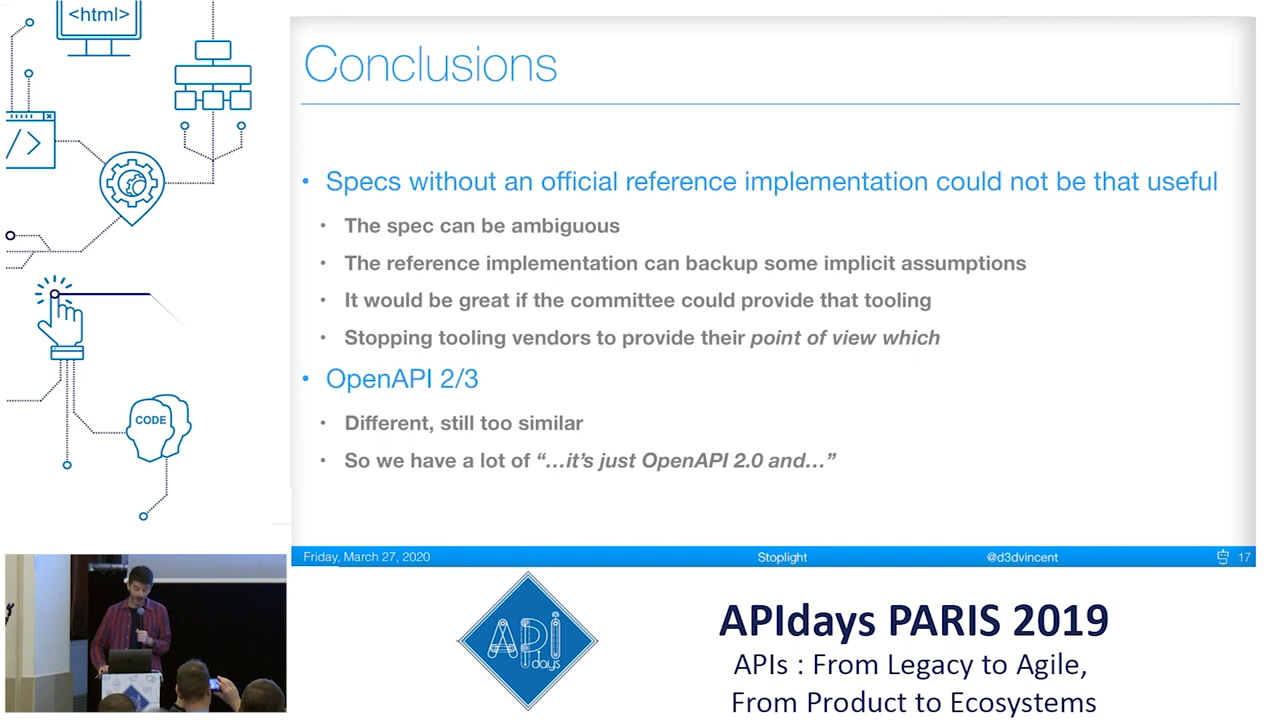 <html>
</>
CODE
Conclusions
• Specs without an official reference implementation could not be that useful
• The spec can be ambiguous
• The reference implementation can backup some implicit assumptions
• It would be great if the committee could provide that tooling
• Stopping tooling vendors to provide their point of view which
• OpenAPI 2/3
• Different, still too similar
• So we have a lot of “...it’s just OpenAPI 2.0 and...”
Friday, March 27, 2020 Stoplight @d3dvincent 17
API
days
APIdays PARIS 2019
APIs : From Legacy to Agile,
From Product to Ecosystems